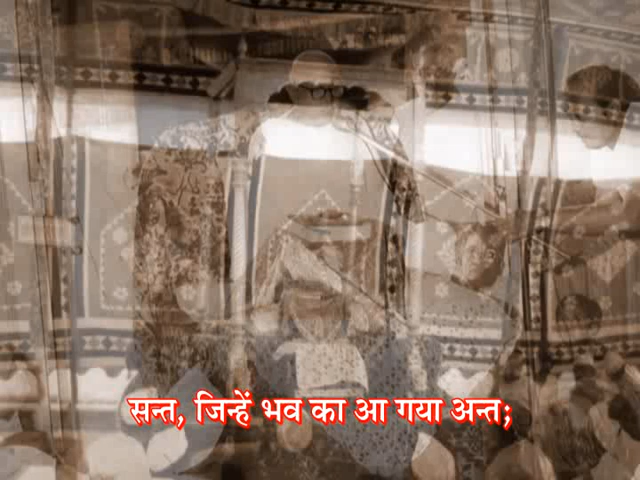 सन्त, जिन्हें भव का आ गया अन्त;